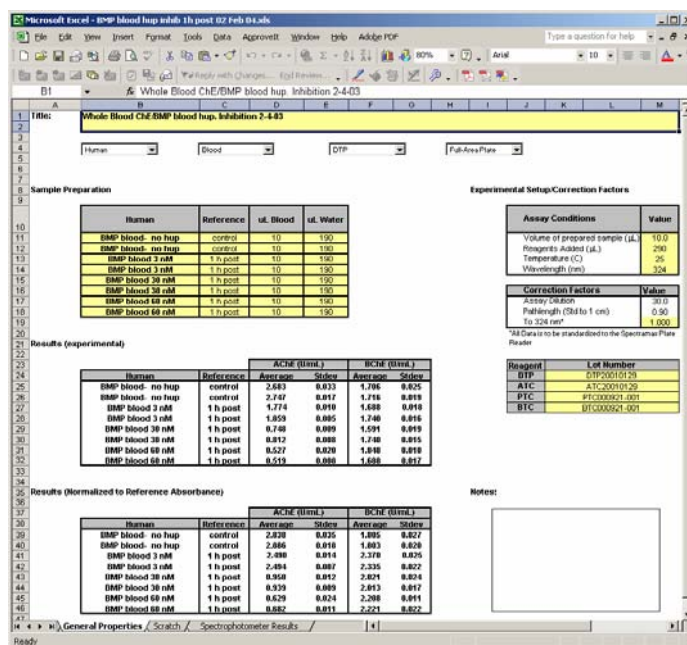 Microsoft Excel - BMP blood hup inhib 1h post 02 Feb 04.xls
File Edit View Insert Format Tools Data ApproveIt Window Help Adobe PDF Type a question for help
80% Arial 10
Reply with Changes... End Review...
B1 fx Whole Blood ChE/BMP blood hup. Inhibition 2-4-03
A B C D E F G H I J K L M
1 Title: Whole Blood ChE/BMP blood hup. Inhibition 2-4-03
Human Blood DTP Full-Area Plate
Sample Preparation Experimental Setup/Correction Factors
Human Reference uL Blood uL Water Assay Conditions Value
BMP blood- no hup control 10 190 Volume of prepared sample (µL) 10.0
BMP blood- no hup control 10 190 Reagents Added (µL) 290
BMP blood 3 nM 1 h post 10 190 Temperature (C) 25
BMP blood 3 nM 1 h post 10 190 Wavelength (nm) 324
BMP blood 30 nM 1 h post 10 190
BMP blood 30 nM 1 h post 10 190 Correction Factors Value
BMP blood 60 nM 1 h post 10 190 Assay Dilution 30.0
BMP blood 60 nM 1 h post 10 190 Pathlength (Std to 1 cm) 0.90
To 324 nm* 1.000
*All Data is to be standardized to the Spectramax Plate
Reader
Results (experimental)
AChE (U/mL) BChE (U/mL) Reagent Lot Number
Human Reference Average Stdev Average Stdev DTP DTP20010129
BMP blood- no hup control 2.683 0.033 1.706 0.025 ATC ATC20010129
BMP blood- no hup control 2.747 0.017 1.716 0.019 PTC PTC000921-001
BMP blood 3 nM 1 h post 1.774 0.010 1.688 0.018 BTC BTC000921-001
BMP blood 3 nM 1 h post 1.859 0.005 1.740 0.016
BMP blood 30 nM 1 h post 0.740 0.009 1.591 0.019
BMP blood 30 nM 1 h post 0.812 0.008 1.740 0.015
BMP blood 60 nM 1 h post 0.527 0.020 1.848 0.010
BMP blood 60 nM 1 h post 0.519 0.008 1.688 0.017
Results (Normalized to Reference Absorbance) Notes:
AChE (U/mL) BChE (U/mL)
Human Reference Average Stdev Average Stdev
BMP blood- no hup control 2.838 0.035 1.805 0.027
BMP blood- no hup control 2.886 0.018 1.803 0.020
BMP blood 3 nM 1 h post 2.490 0.014 2.370 0.025
BMP blood 3 nM 1 h post 2.494 0.007 2.335 0.022
BMP blood 30 nM 1 h post 0.950 0.012 2.021 0.024
BMP blood 30 nM 1 h post 0.939 0.009 2.013 0.017
BMP blood 60 nM 1 h post 0.629 0.024 2.208 0.011
BMP blood 60 nM 1 h post 0.682 0.011 2.221 0.022
General Properties Scratch Spectrophotometer Results
Ready